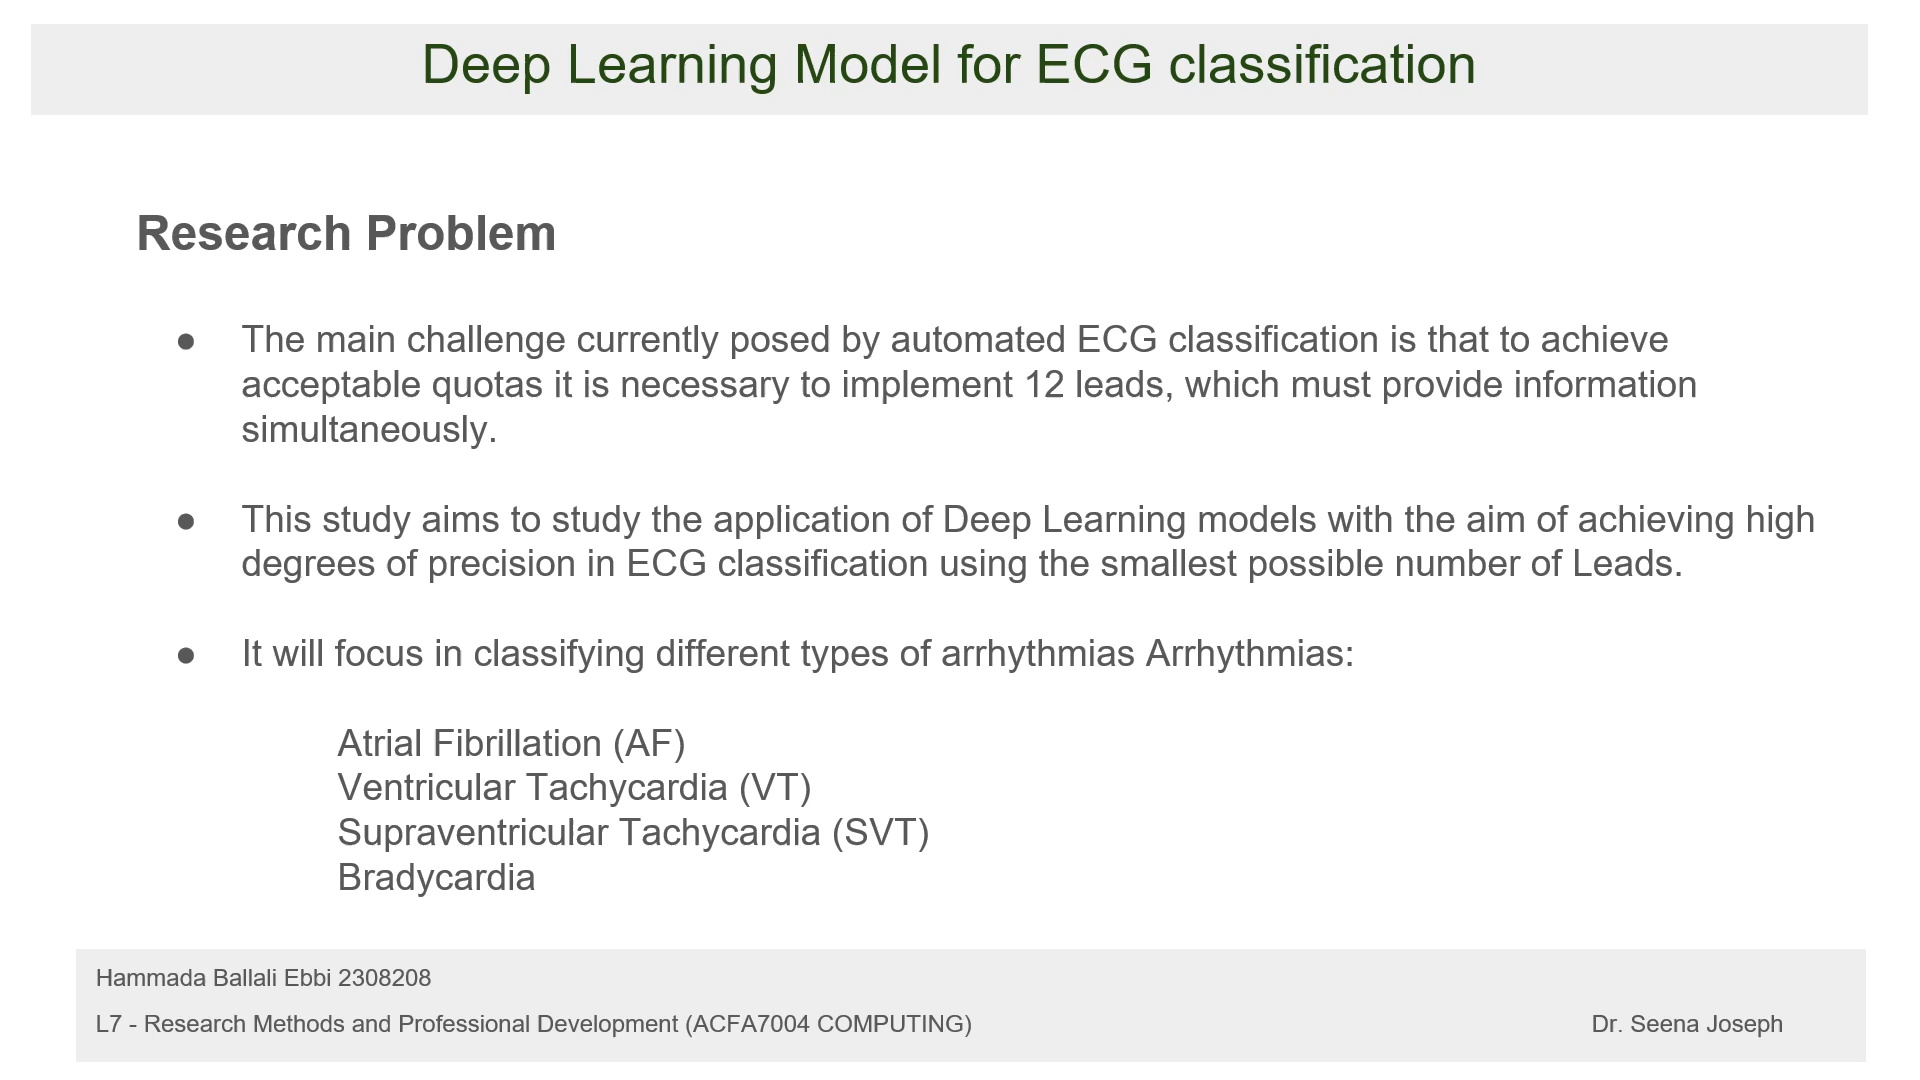 Deep Learning Model for ECG classification
Research Problem
● The main challenge currently posed by automated ECG classification is that to achieve
acceptable quotas it is necessary to implement 12 leads, which must provide information
simultaneously.
● This study aims to study the application of Deep Learning models with the aim of achieving high
degrees of precision in ECG classification using the smallest possible number of Leads.
● It will focus in classifying different types of arrhythmias Arrhythmias:
Atrial Fibrillation (AF)
Ventricular Tachycardia (VT)
Supraventricular Tachycardia (SVT)
Bradycardia
Hammada Ballali Ebbi 2308208
L7 - Research Methods and Professional Development (ACFA7004 COMPUTING) Dr. Seena Joseph